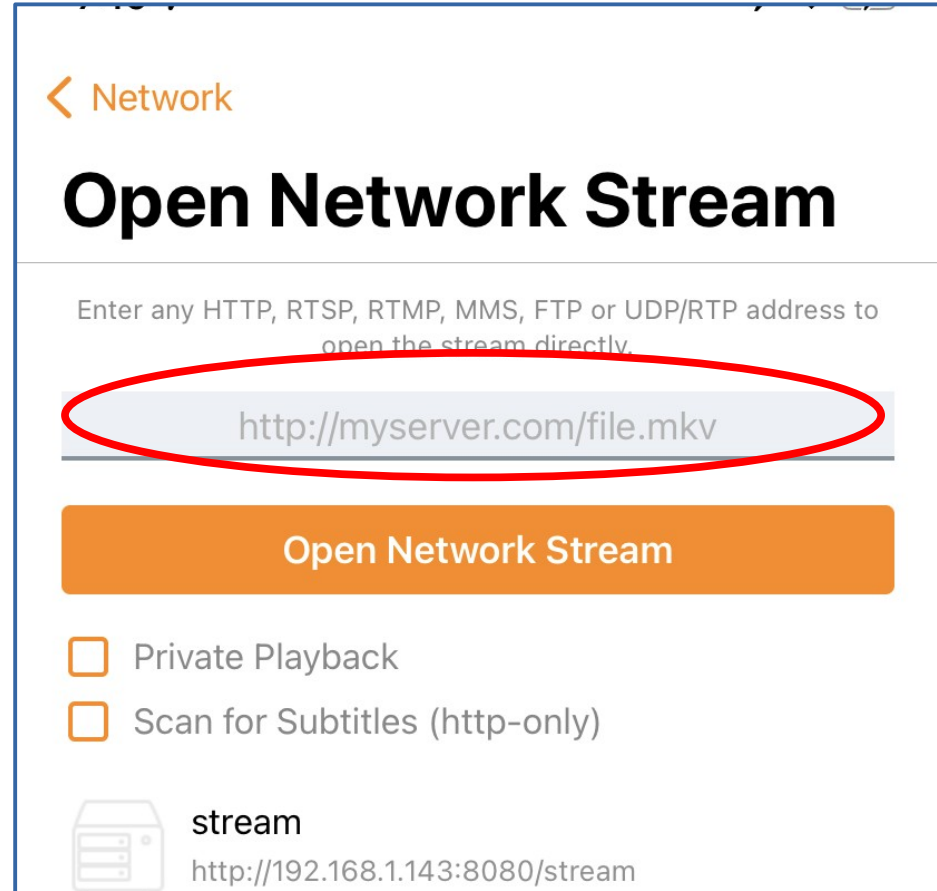 Network
Open Network Stream
Enter any HTTP, RTSP, RTMP, MMS, FTP or UDP/RTP address to
open the stream directly.
http://myserver.com/file.mkv
Open Network Stream
Private Playback
Scan for Subtitles (http-only)
stream
http://192.168.1.143:8080/stream